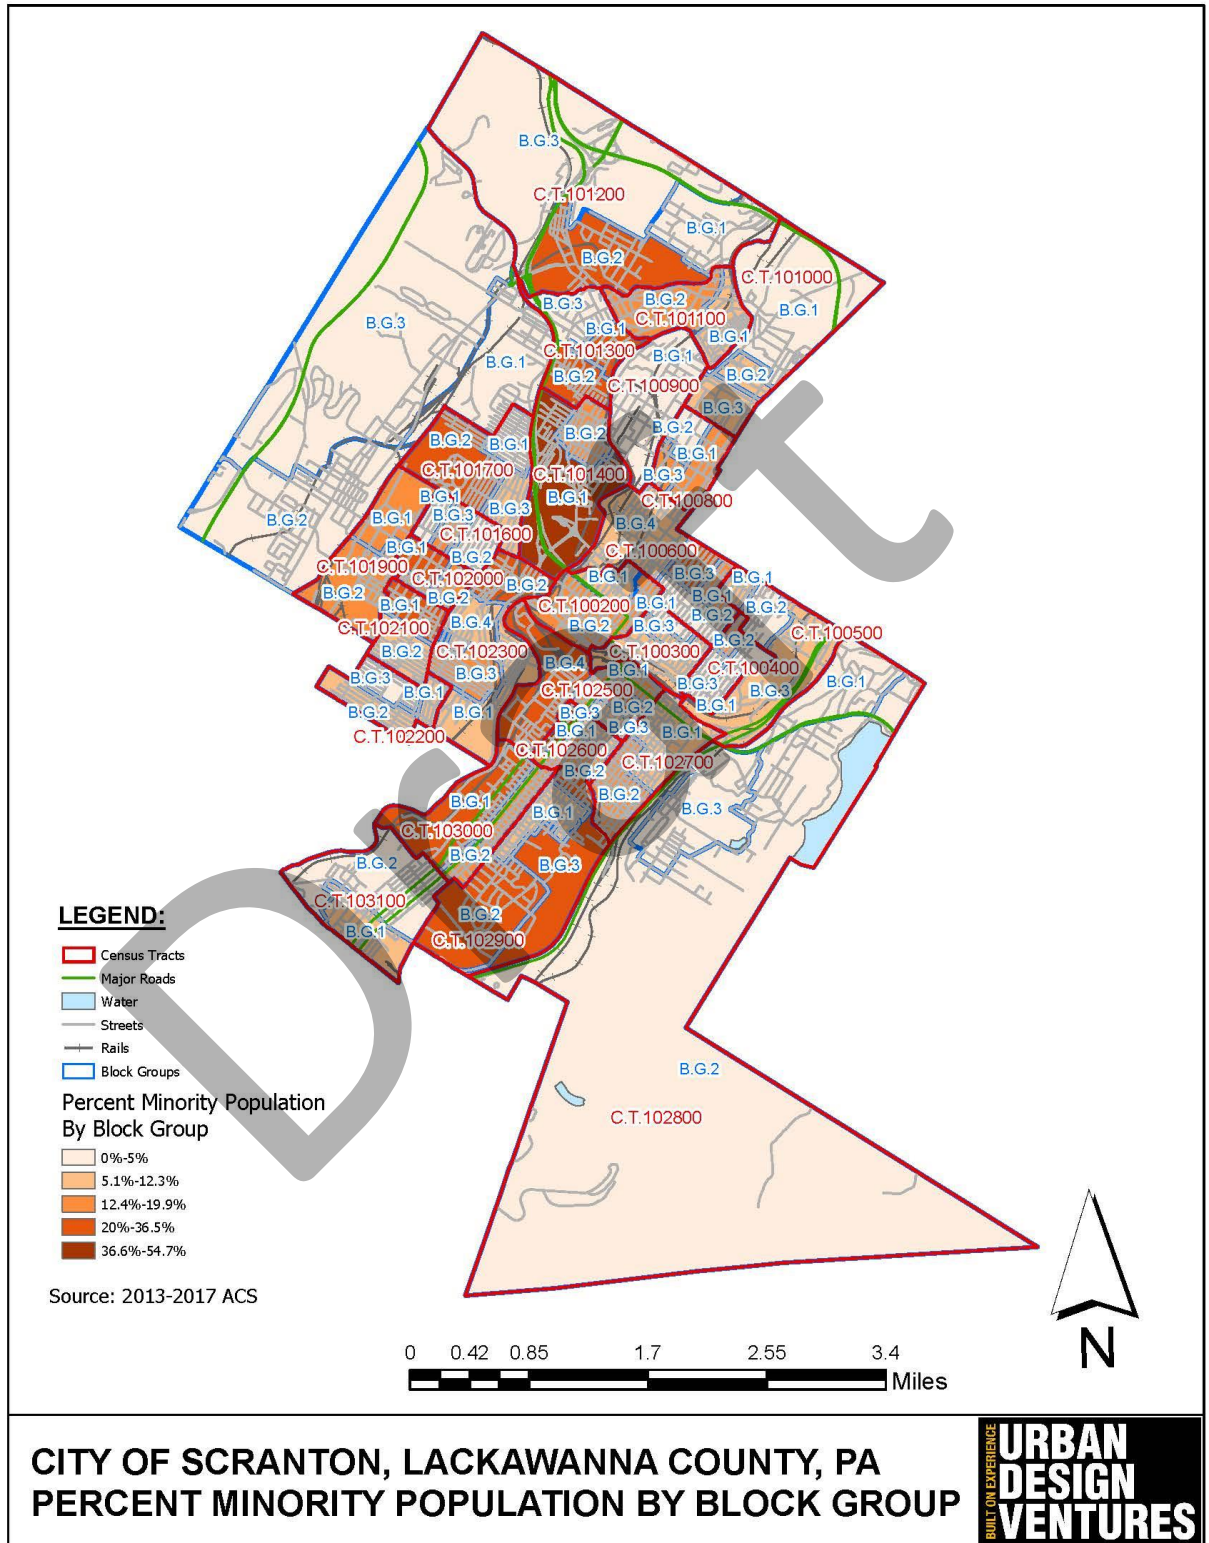 B.G.3
C.T.101200
B.G.1
B.G.2
C.T.101000
B.G.3
B.G.2
B.G.1
C.T.101100
B.G.3
B.G.1
B.G.1
C.T.101300
B.G.1
B.G.1
B.G.2
B.G.2
C.T.100900
B.G.3
B.G.2
B.G.2
B.G.1
B.G.2
B.G.1
C.T.101700
C.T.101400
B.G.3
B.G.1
B.G.1
C.T.100800
B.G.3
B.G.3
B.G.1
B.G.2
B.G.4
C.T.101600
B.G.1
C.T.100600
B.G.2
C.T.101900
B.G.3
B.G.1
B.G.1
C.T.102000
B.G.2
B.G.2
B.G.1
B.G.2
B.G.1
C.T.100200
B.G.1
B.G.2
B.G.2
C.T.102100
B.G.4
B.G.2
B.G.3
C.T.100500
B.G.2
B.G.2
C.T.102300
C.T.100300
B.G.4
B.G.1
C.T.100400
B.G.3
B.G.3
B.G.1
B.G.1
C.T.102500
B.G.3
B.G.3
B.G.2
B.G.1
B.G.3
B.G.2
B.G.1
B.G.1
B.G.3
B.G.1
C.T.102200
C.T.102600
C.T.102700
B.G.2
B.G.1
B.G.1
B.G.2
B.G.3
C.T.103000
B.G.2
B.G.2
B.G.3
C.T.103100
B.G.1
B.G.2
C.T.102900
B.G.2
C.T.102800
Draft
LEGEND:
Census Tracts
Major Roads
Water
Streets
Rails
Block Groups
Percent Minority Population
By Block Group
0%-5%
5.1%-12.3%
12.4%-19.9%
20%-36.5%
36.6%-54.7%
Source: 2013-2017 ACS
0 0.42 0.85 1.7 2.55 3.4
Miles
N
CITY OF SCRANTON, LACKAWANNA COUNTY, PA
PERCENT MINORITY POPULATION BY BLOCK GROUP
BUILT ON EXPERIENCE
URBAN
DESIGN
VENTURES